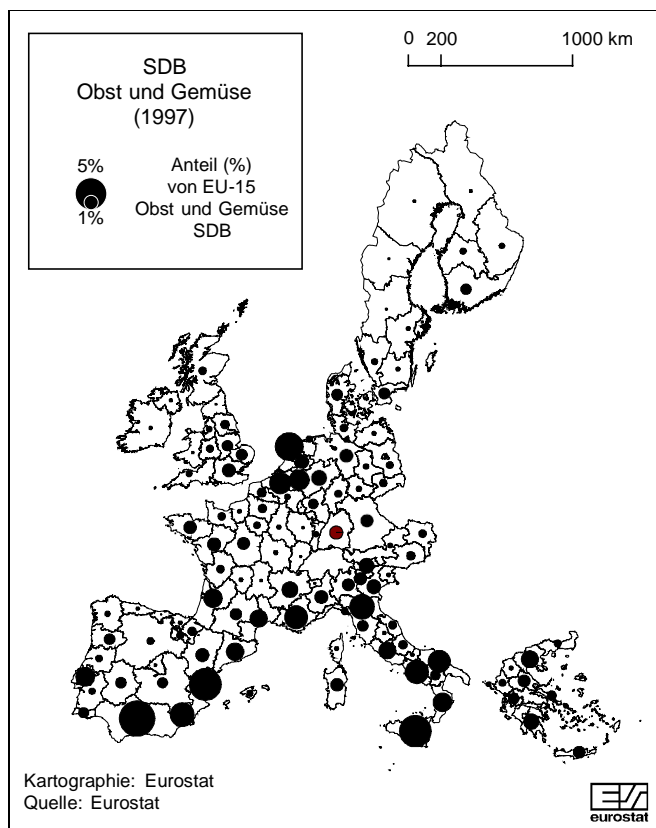 SDB
Obst und Gemüse
(1997)
5%
1%
Anteil (%)
von EU-15
Obst und Gemüse
SDB
0 200 1000 km
Kartographie: Eurostat
Quelle: Eurostat
eurostat